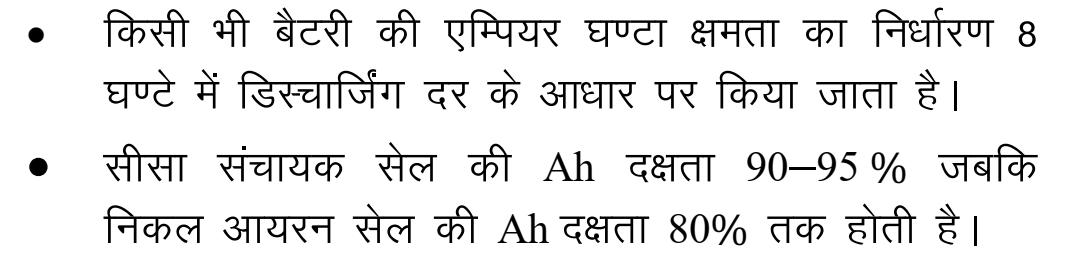 • किसी भी बैटरी की एम्पियर घण्टा क्षमता का निर्धारण 8
घण्टे में डिस्चार्जिंग दर के आधार पर किया जाता है।
• सीसा संचायक सेल की Ah दक्षता 90–95 % जबकि
निकल आयरन सेल की Ah दक्षता 80% तक होती है।